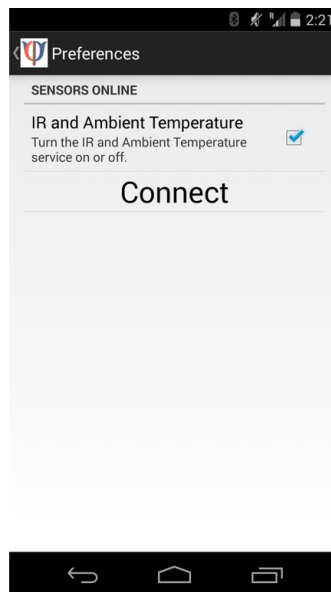 R 2:21
Preferences
SENSORS ONLINE
IR and Ambient Temperature
Turn the IR and Ambient Temperature
service on or off.
Connect